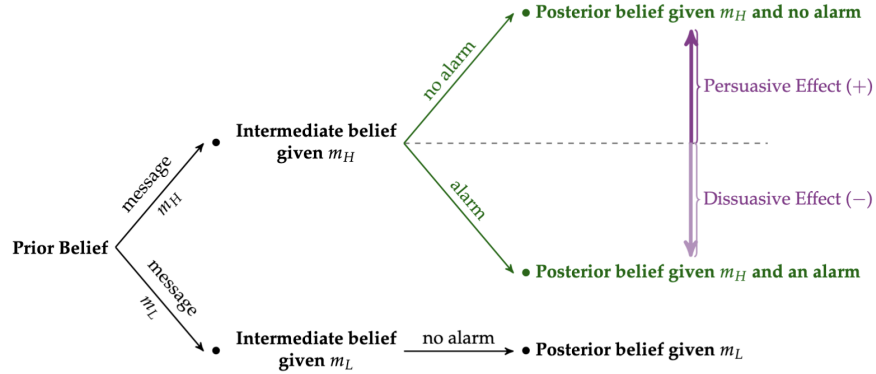 Posterior belief given m_H and no alarm
no alarm
Persuasive Effect (+)
Intermediate belief
given m_H
message
m_H
alarm
Dissuasive Effect (−)
Prior Belief
message
m_L
Posterior belief given m_H and an alarm
Intermediate belief
given m_L
no alarm
Posterior belief given m_L